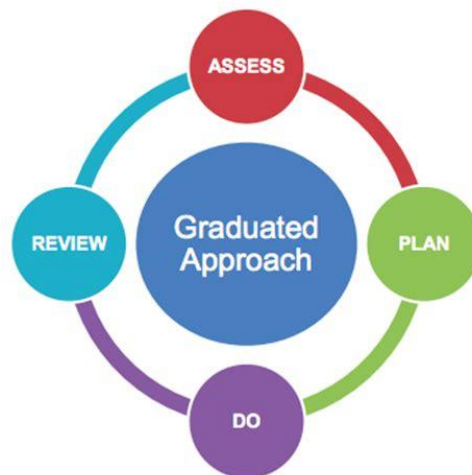 ASSESS
REVIEW
Graduated
Approach
PLAN
DO